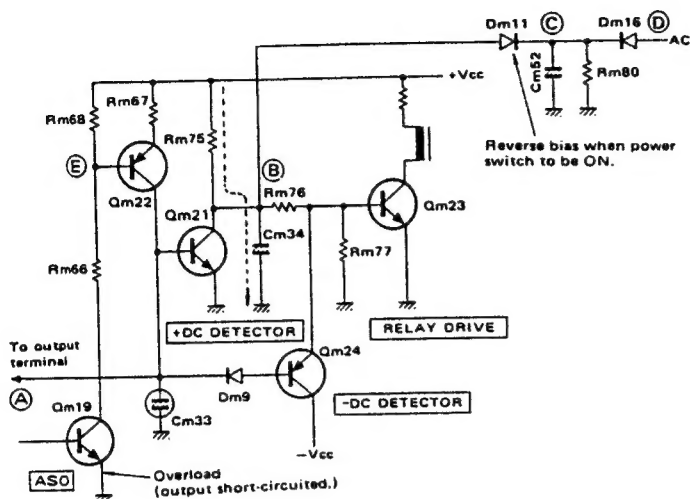 Dm11
C
Dm16
D
AC
Cm52
Rm80
+Vcc
Rm67
Rm68
Rm75
Reverse bias when power
switch to be ON.
E
B
Rm76
Qm22
Qm21
Qm23
Cm34
Rm77
Rm66
+DC DETECTOR
RELAY DRIVE
To output
terminal
Qm24
A
Dm9
-DC DETECTOR
Qm19
Cm33
-Vcc
ASO
Overload
(output short-circuited.)